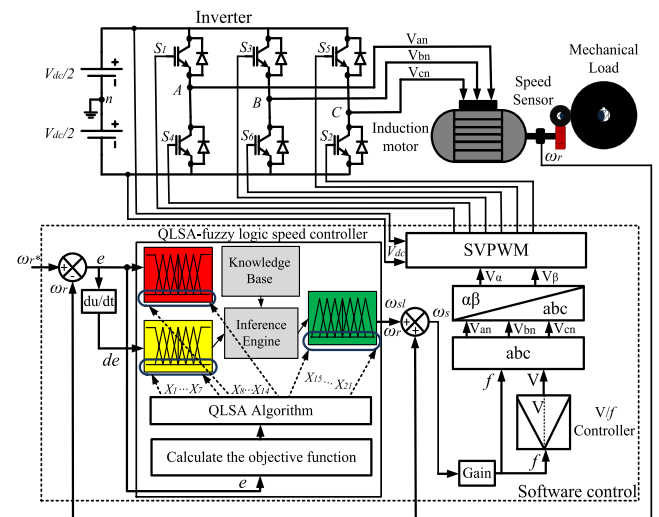 Inverter
Vdc/2
n
Vdc/2
S1
S3
S5
A
B
C
S4
S6
S2
Van
Vbn
Vcn
Induction
motor
Speed
Sensor
Mechanical
Load
ωr
QLSA-fuzzy logic speed controller
Vdc
SVPWM
Vα
Vβ
αβ
abc
Van
Vbn
Vcn
abc
ωr*
+
-
ωr
e
du/dt
de
Knowledge
Base
Inference
Engine
ωsl
ωr
+
+
ωs
X1...X7
X8...X14
X15... X21
QLSA Algorithm
Calculate the objective function
e
f
V
V
f
Gain
V/f
Controller
Software control